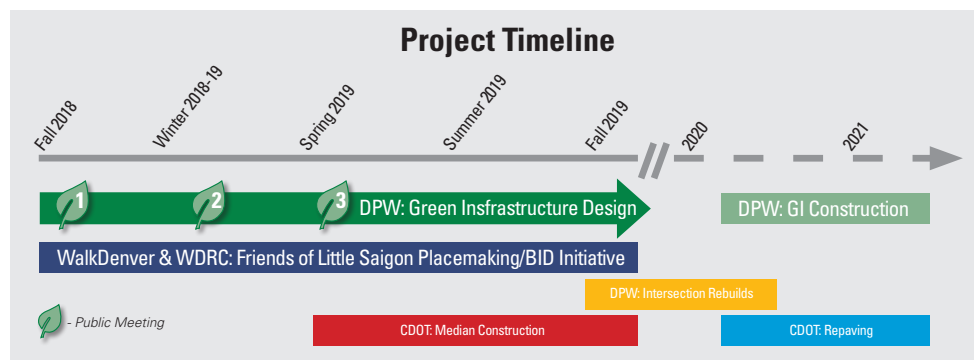 Project Timeline
Fall 2018
Winter 2018-19
Spring 2019
Summer 2019
Fall 2019
2020
2021
1
2
3
DPW: Green Insfrastructure Design
DPW: GI Construction
WalkDenver & WDRC: Friends of Little Saigon Placemaking/BID Initiative
DPW: Intersection Rebuilds
- Public Meeting
CDOT: Median Construction
CDOT: Repaving